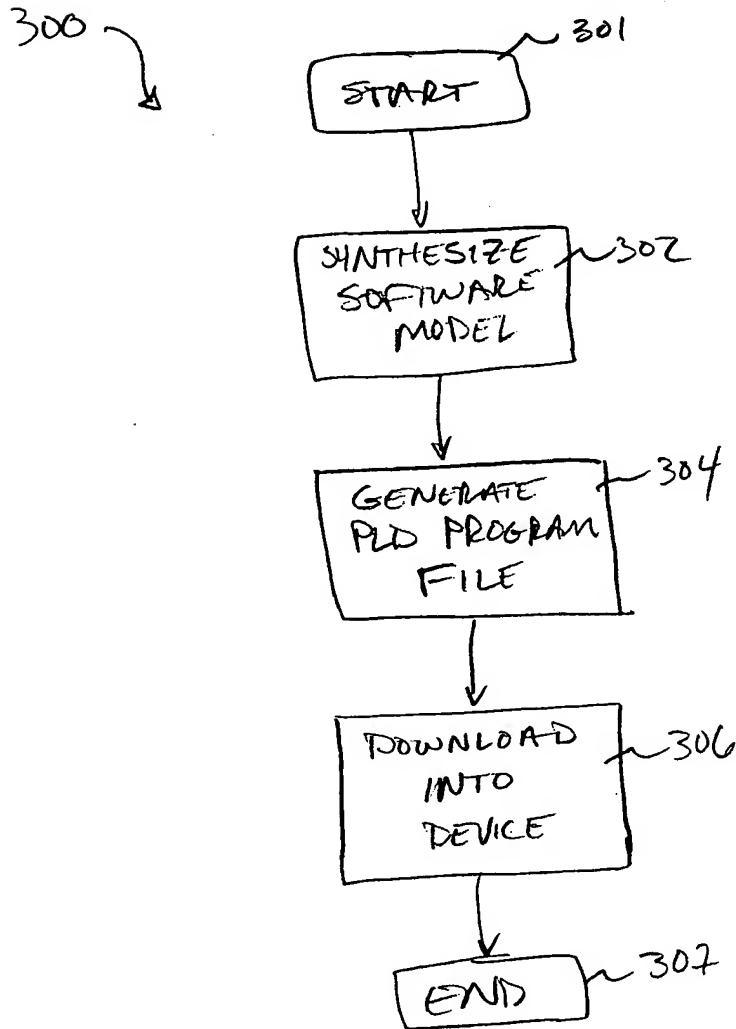 300
301
START
SYNTHESIZE
SOFTWARE
MODEL
302
GENERATE
PLD PROGRAM
FILE
304
DOWNLOAD
INTO
DEVICE
306
END
307